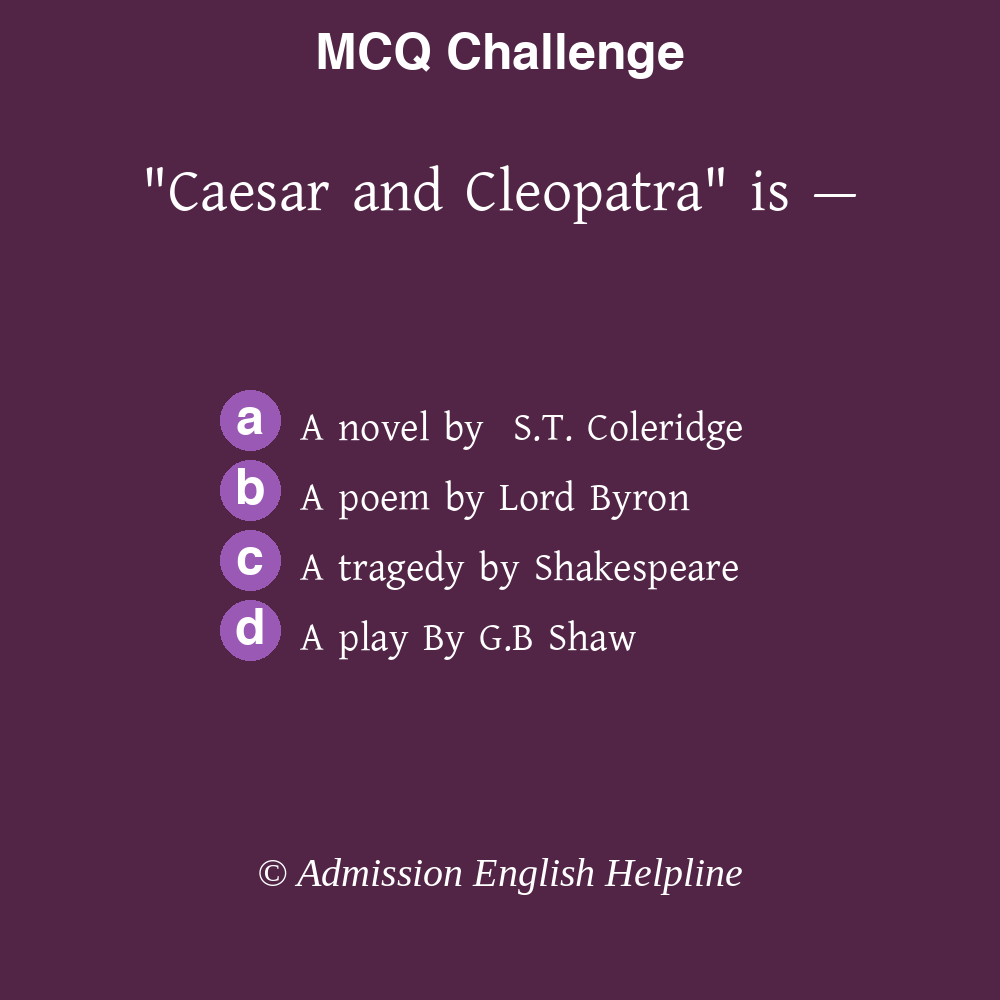 MCQ Challenge
"Caesar and Cleopatra" is —
a A novel by  S.T. Coleridge
b A poem by Lord Byron
c A tragedy by Shakespeare
d A play By G.B Shaw
© Admission English Helpline